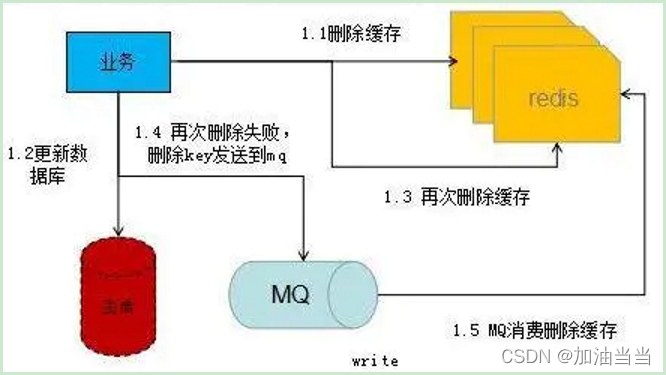 1.1删除缓存
业务
redis
1.4 再次删除失败，
删除key发送到mq
1.2更新数
据库
1.3 再次删除缓存
MQ
1.5 MQ消费删除缓存
write
CSDN @加油当当